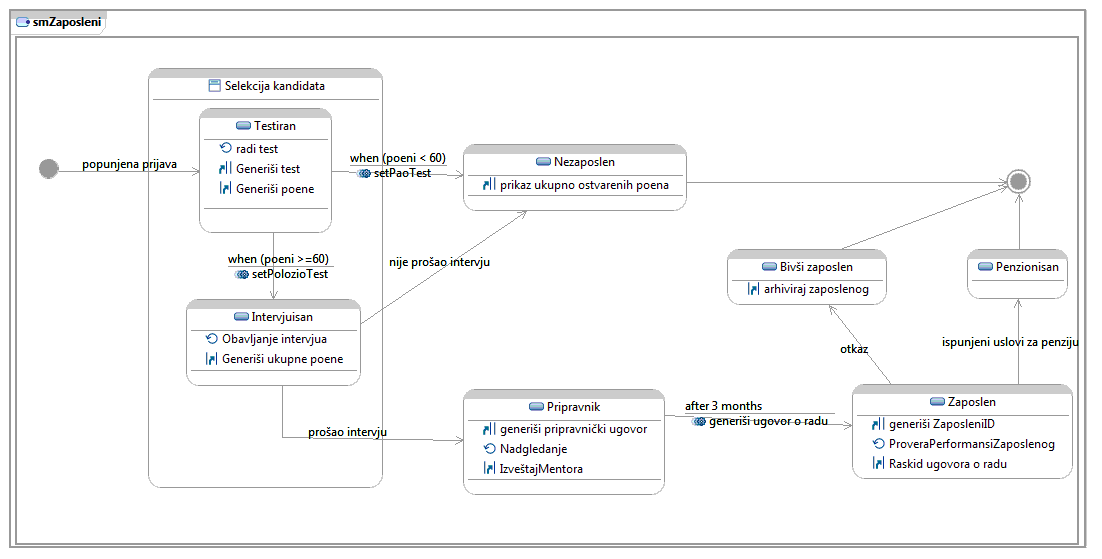 smZaposleni
Selekcija kandidata
Testiran
radi test
Generiši test
Generiši poene
popunjena prijava
when (poeni < 60)
setPaoTest
Nezaposlen
prikaz ukupno ostvarenih poena
when (poeni >=60)
setPolozioTest
nije prošao intervju
Intervjuisan
Obavljanje intervjua
Generiši ukupne poene
prošao intervju
Bivši zaposlen
arhiviraj zaposlenog
Penzionisan
otkaz
ispunjeni uslovi za penziju
Pripravnik
generiši pripravnički ugovor
Nadgledanje
IzveštajMentora
after 3 months
generiši ugovor o radu
Zaposlen
generiši ZaposleniID
ProveraPerformansiZaposlenog
Raskid ugovora o radu